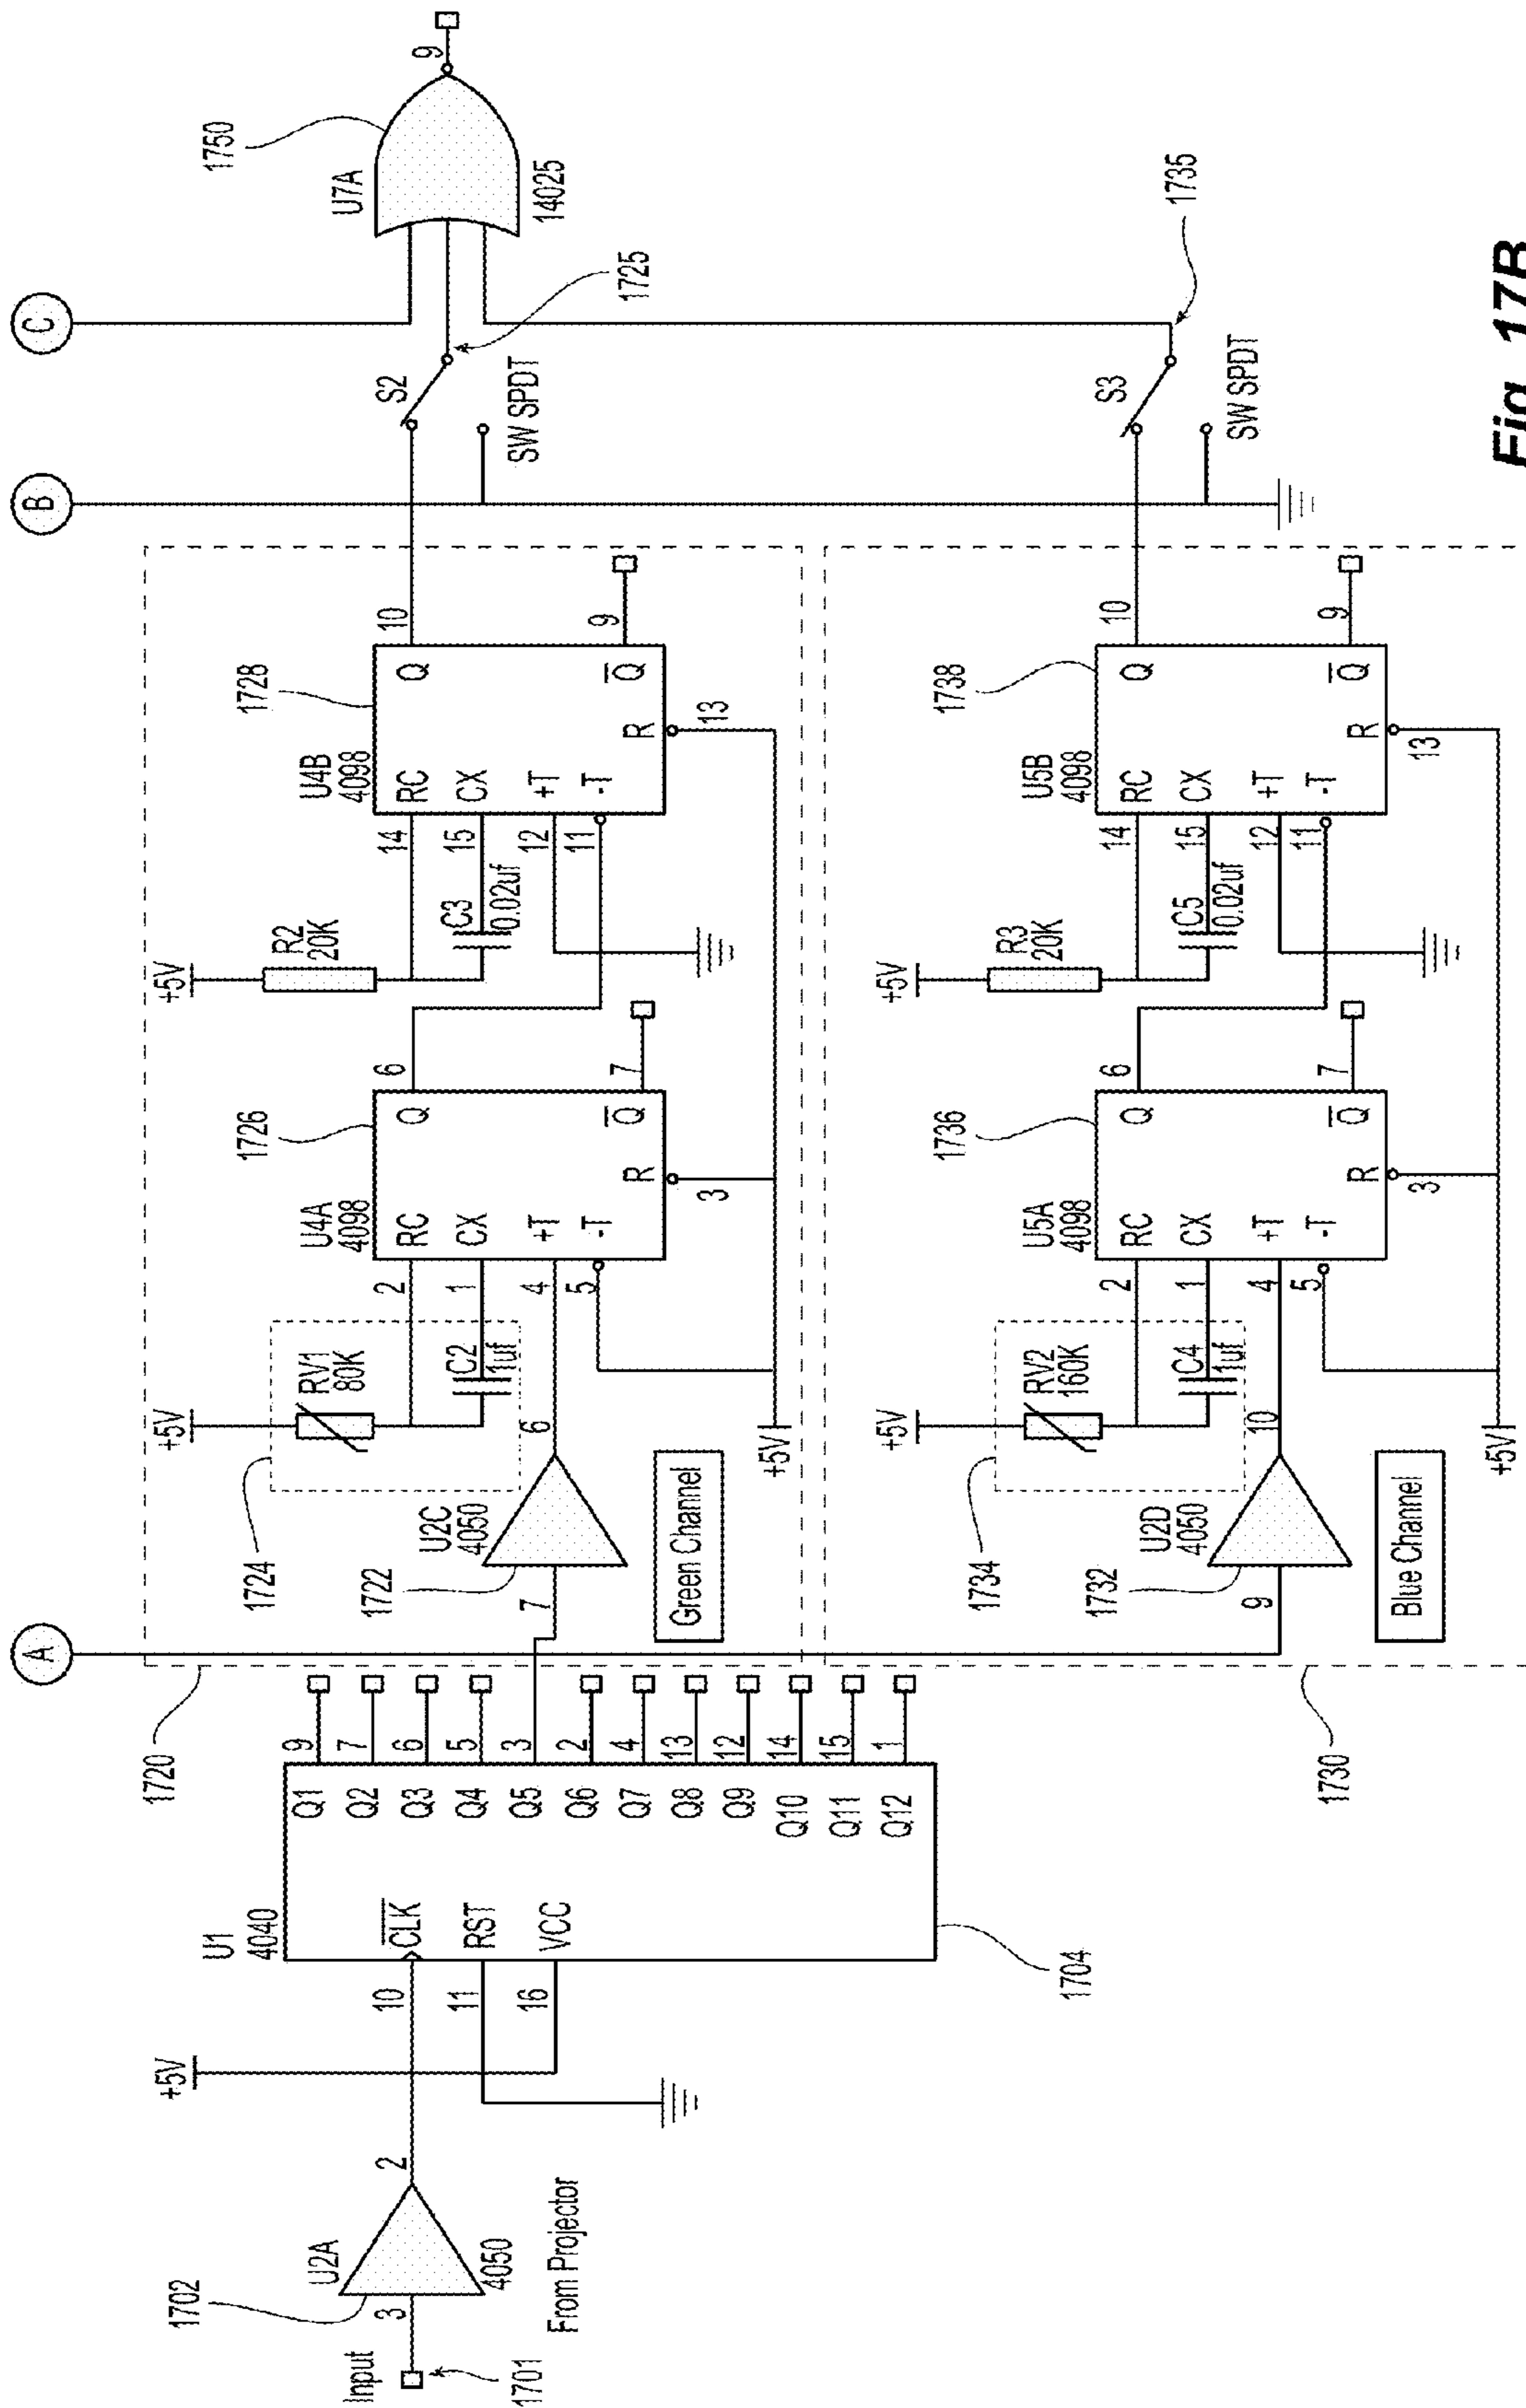 A
B
C
Input
1701
3
1702
U2A
4050
2
From Projector
+5V
10
11
16
U1
4040
CLK
RST
VCC
1704
Q1 9
Q2 7
Q3 6
Q4 5
Q5 3
Q6 2
Q7 4
Q8 13
Q9 12
Q10 14
Q11 15
Q12 1
1720
1724
+5V
RV1
80K
C2
1uf
1722
7
U2C
4050
6
Green Channel
2
1
4
5
U4A
4098
1726
RC
CX
+T
-T
R
Q
Q
3
6
7
+5V
+5V
R2
20K
C3
0.02uf
14
15
12
11
U4B
4098
1728
RC
CX
+T
-T
R
Q
Q
13
10
9
S2
SW SPDT
1725
U7A
1750
14025
9
1730
1734
+5V
RV2
160K
C4
1uf
1732
9
U2D
4050
10
Blue Channel
2
1
4
5
U5A
4098
1736
RC
CX
+T
-T
R
Q
Q
3
6
7
+5V
+5V
R3
20K
C5
0.02uf
14
15
12
11
U5B
4098
1738
RC
CX
+T
-T
R
Q
Q
13
10
9
S3
SW SPDT
1735
Fig. 17B